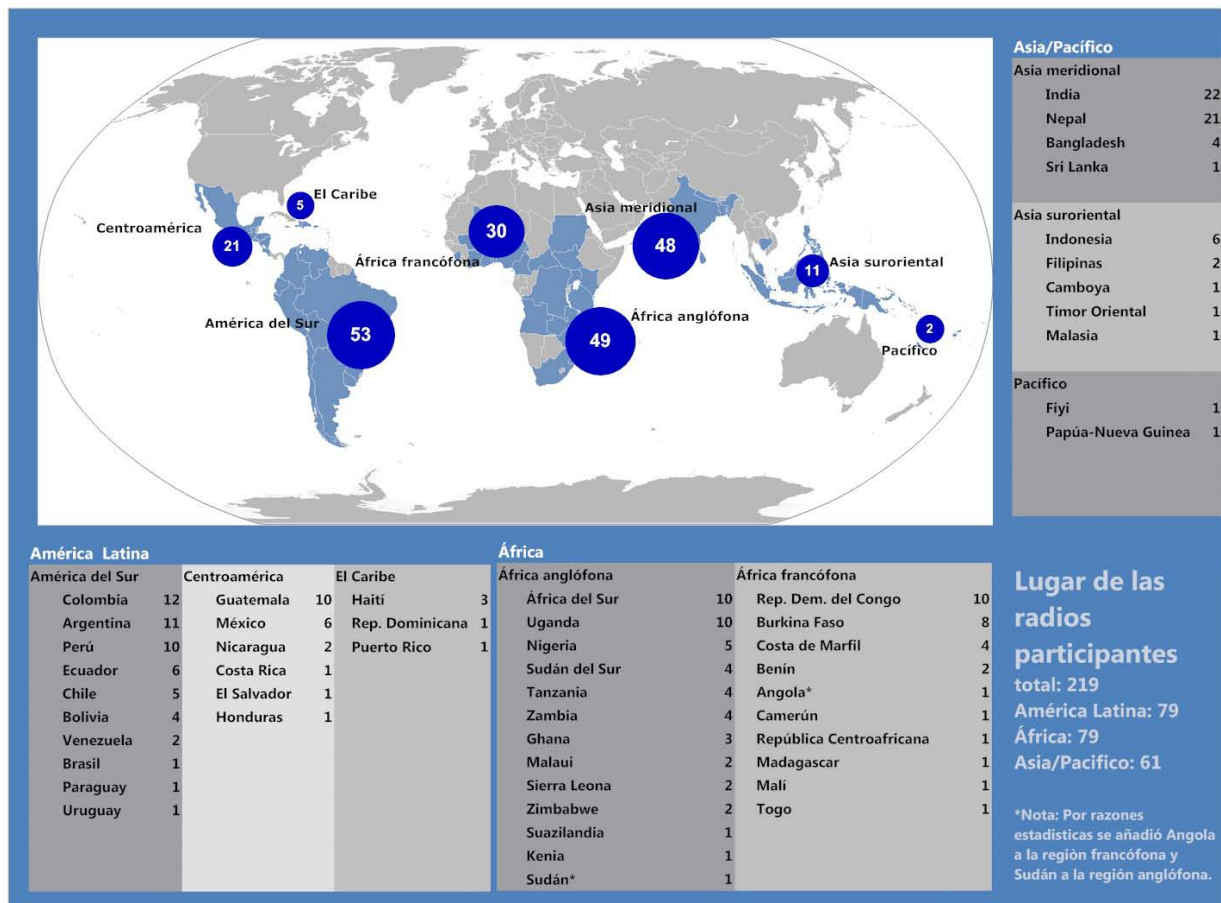 El Caribe
5
Centroamérica
21
África francófona
30
Asia meridional
48
Asia suroriental
11
América del Sur
53
África anglófona
49
2
Pacífico
Asia/Pacífico
Asia meridional
India 22
Nepal 21
Bangladesh 4
Sri Lanka 1
Asia suroriental
Indonesia 6
Filipinas 2
Camboya 1
Timor Oriental 1
Malasia 1
Pacífico
Fiyi 1
Papúa-Nueva Guinea 1
América Latina
América del Sur
Colombia 12
Argentina 11
Perú 10
Ecuador 6
Chile 5
Bolivia 4
Venezuela 2
Brasil 1
Paraguay 1
Uruguay 1
Centroamérica
Guatemala 10
México 6
Nicaragua 2
Costa Rica 1
El Salvador 1
Honduras 1
El Caribe
Haití 3
Rep. Dominicana 1
Puerto Rico 1
África
África anglófona
África del Sur 10
Uganda 10
Nigeria 5
Sudán del Sur 4
Tanzania 4
Zambia 4
Ghana 3
Malaui 2
Sierra Leona 2
Zimbabwe 2
Suazilandia 1
Kenia 1
Sudán* 1
África francófona
Rep. Dem. del Congo 10
Burkina Faso 8
Costa de Marfil 4
Benín 2
Angola* 1
Camerún 1
República Centroafricana 1
Madagascar 1
Malí 1
Togo 1
Lugar de las
radios
participantes
total: 219
América Latina: 79
África: 79
Asia/Pacifico: 61
*Nota: Por razones
estadisticas se añadió Angola
a la regiòn francófona y
Sudán a la región anglófona.